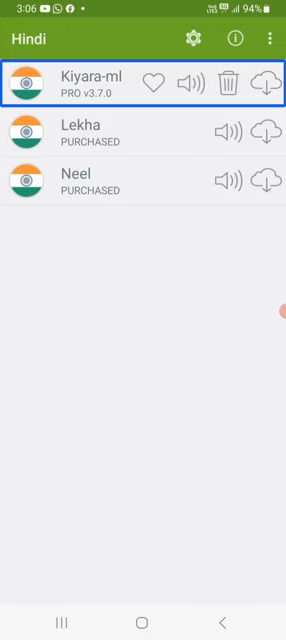 3:06
94%
Hindi
Kiyara-ml
PRO v3.7.0
Lekha
PURCHASED
Neel
PURCHASED